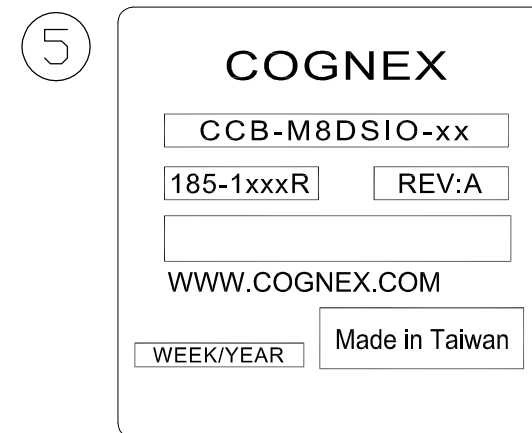 5
COGNEX
CCB-M8DSIO-xx
185-1xxxR REV:A
WWW.COGNEX.COM
WEEK/YEAR Made in Taiwan